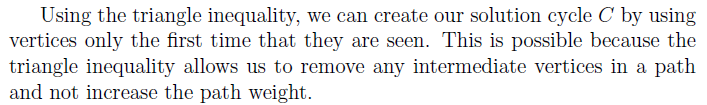 Using the triangle inequality, we can create our solution cycle C by using
vertices only the first time that they are seen. This is possible because the
triangle inequality allows us to remove any intermediate vertices in a path
and not increase the path weight.